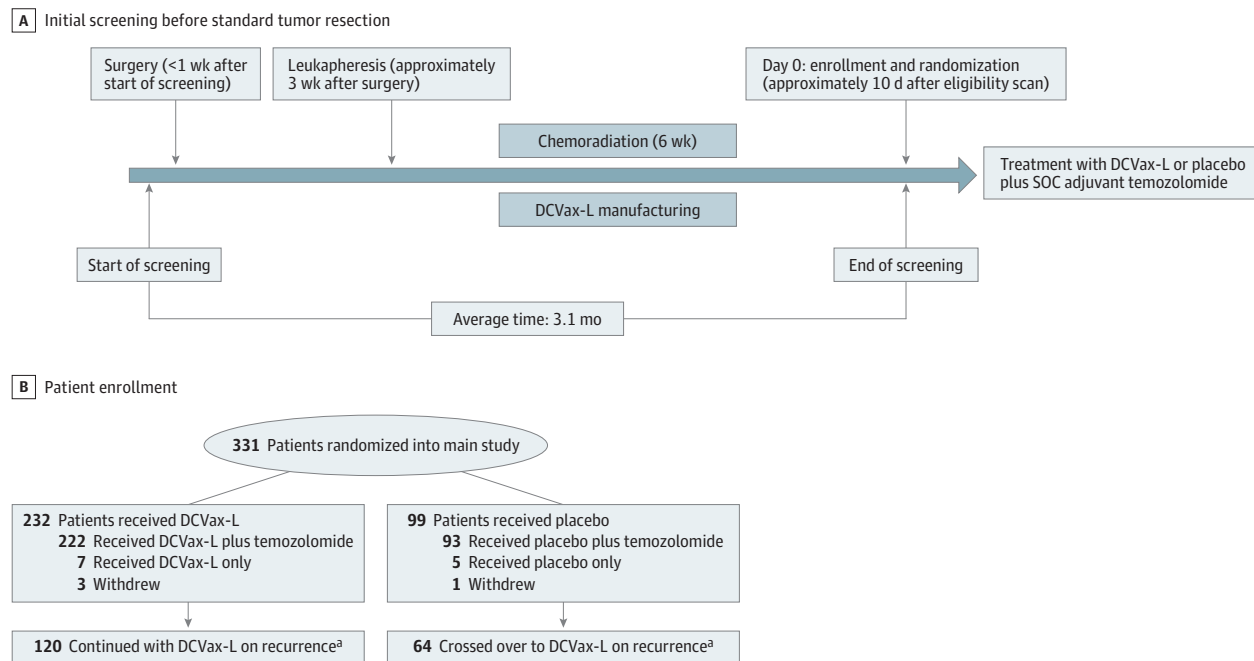 A Initial screening before standard tumor resection
Surgery (<1 wk after
start of screening)
Leukapheresis (approximately
3 wk after surgery)
Day 0: enrollment and randomization
(approximately 10 d after eligibility scan)
Chemoradiation (6 wk)
Treatment with DCVax-L or placebo
plus SOC adjuvant temozolomide
DCVax-L manufacturing
Start of screening
End of screening
Average time: 3.1 mo
B Patient enrollment
331 Patients randomized into main study
232 Patients received DCVax-L
222 Received DCVax-L plus temozolomide
7 Received DCVax-L only
3 Withdrew
99 Patients received placebo
93 Received placebo plus temozolomide
5 Received placebo only
1 Withdrew
120 Continued with DCVax-L on recurrenceᵃ
64 Crossed over to DCVax-L on recurrenceᵃ